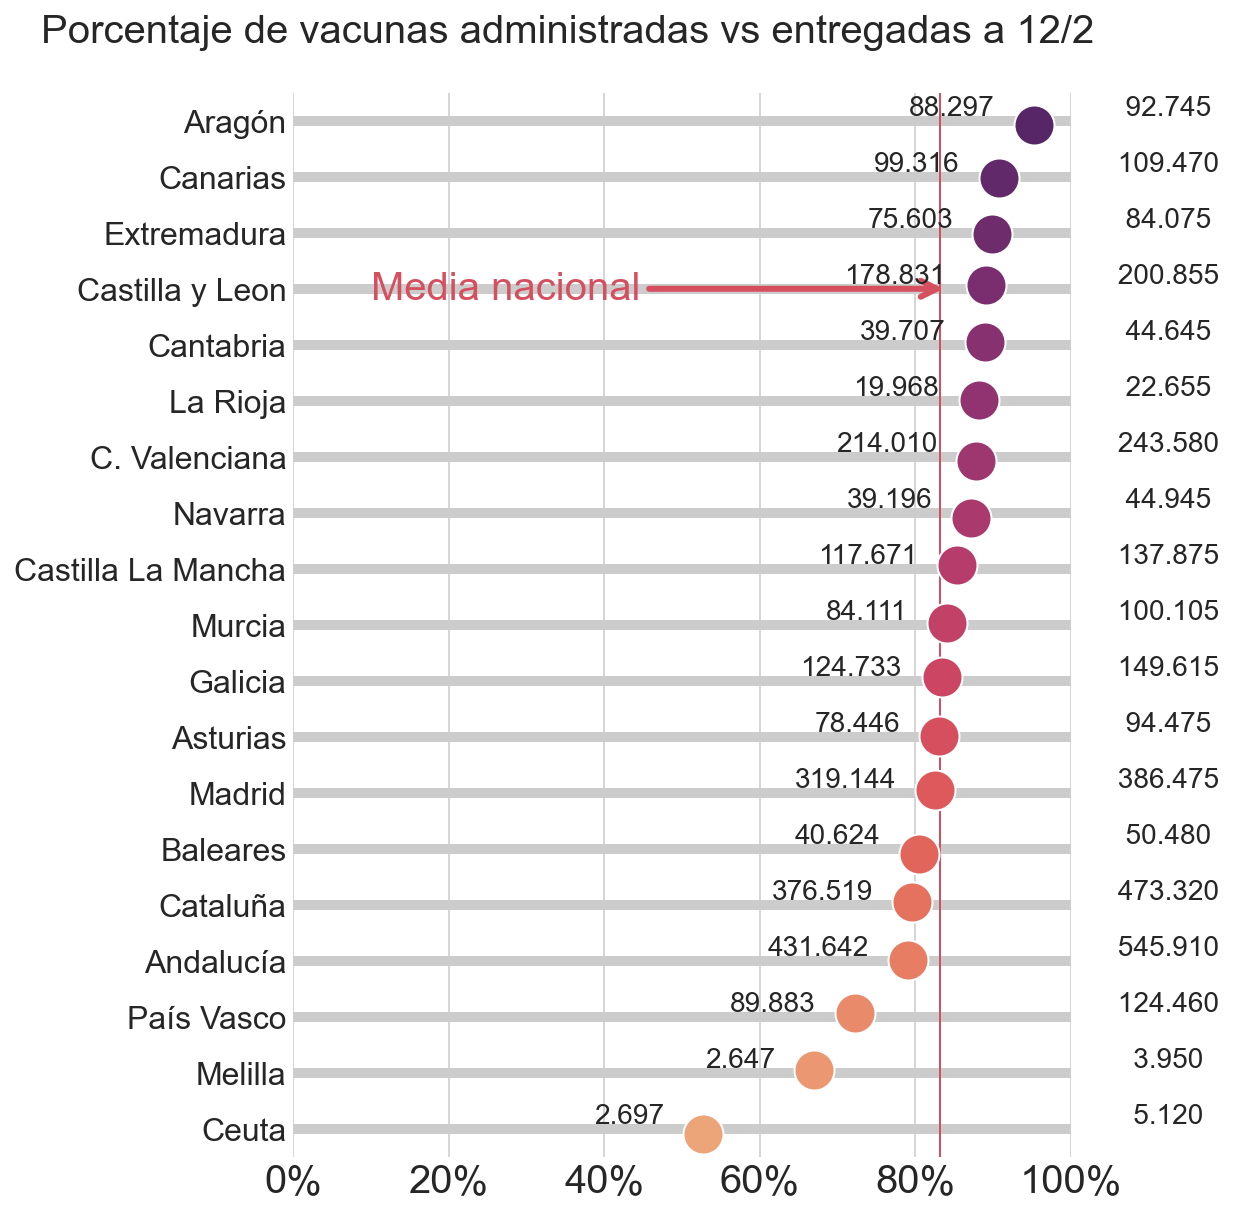 Porcentaje de vacunas administradas vs entregadas a 12/2
Aragón 88.297 92.745
Canarias 99.316 109.470
Extremadura 75.603 84.075
Castilla y Leon Media nacional 178.831 200.855
Cantabria 39.707 44.645
La Rioja 19.968 22.655
C. Valenciana 214.010 243.580
Navarra 39.196 44.945
Castilla La Mancha 117.671 137.875
Murcia 84.111 100.105
Galicia 124.733 149.615
Asturias 78.446 94.475
Madrid 319.144 386.475
Baleares 40.624 50.480
Cataluña 376.519 473.320
Andalucía 431.642 545.910
País Vasco 89.883 124.460
Melilla 2.647 3.950
Ceuta 2.697 5.120
0% 20% 40% 60% 80% 100%